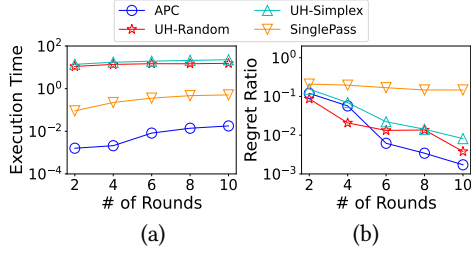 APC
UH-Simplex
UH-Random
SinglePass
Execution Time
10^2
10^0
10^-2
10^-4
2 4 6 8 10
# of Rounds
(a)
Regret Ratio
10^0
10^-1
10^-2
10^-3
2 4 6 8 10
# of Rounds
(b)